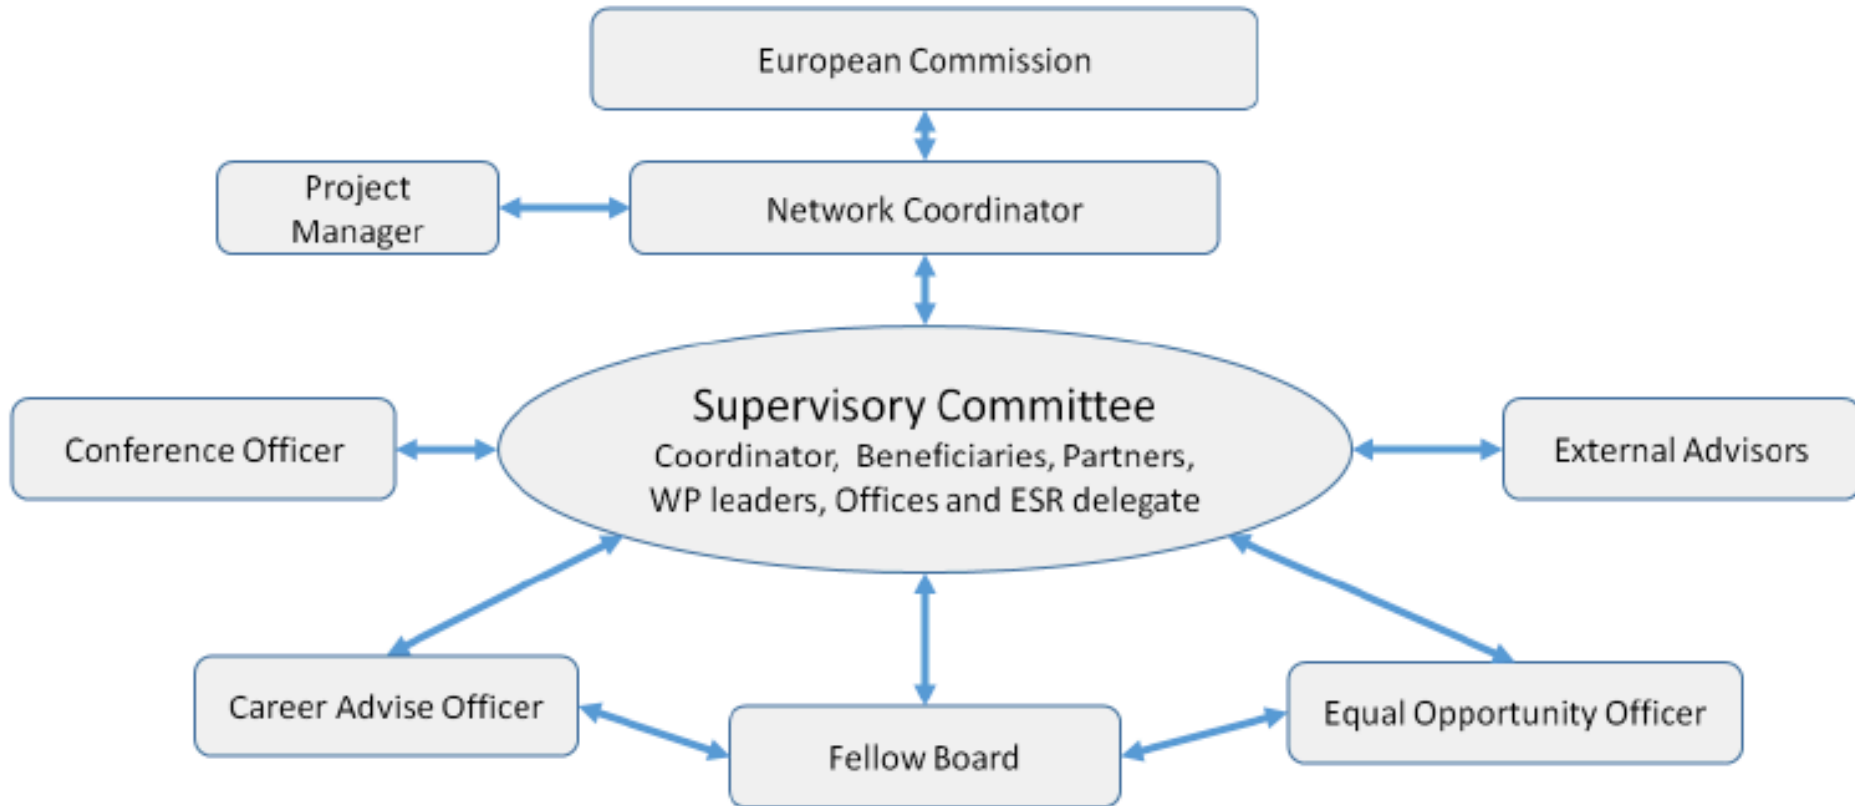 European Commission
Project
Manager
Network Coordinator
Supervisory Committee
Coordinator, Beneficiaries, Partners,
WP leaders, Offices and ESR delegate
Conference Officer
External Advisors
Career Advise Officer
Fellow Board
Equal Opportunity Officer